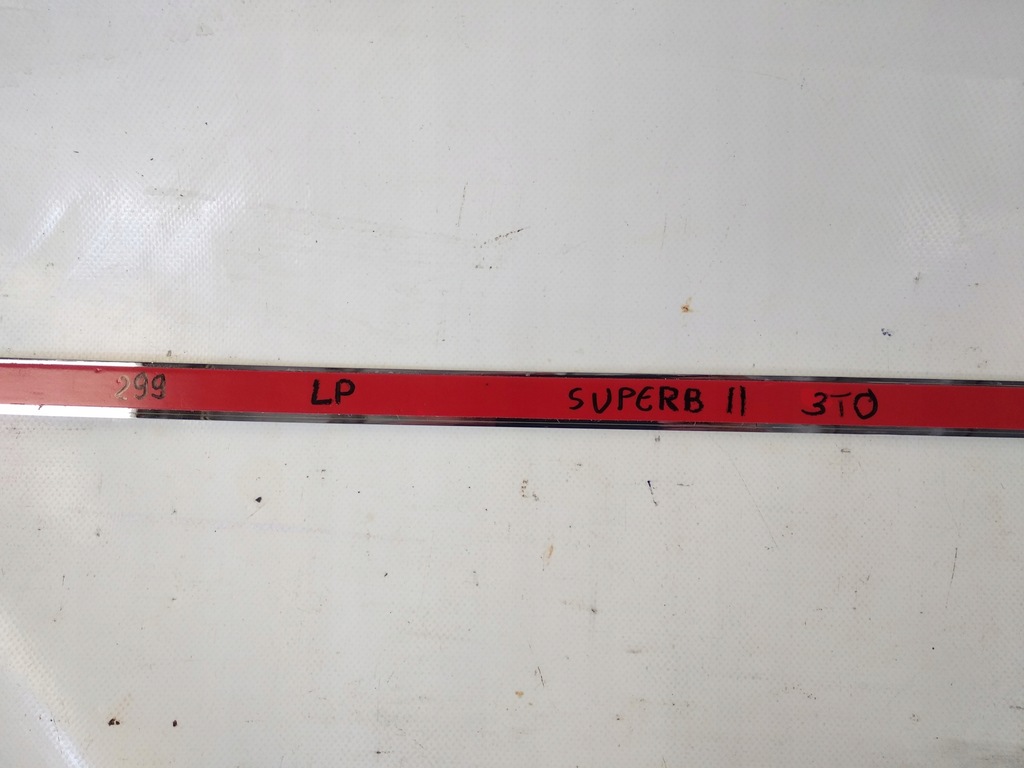 299 LP SUPERB II 3TO